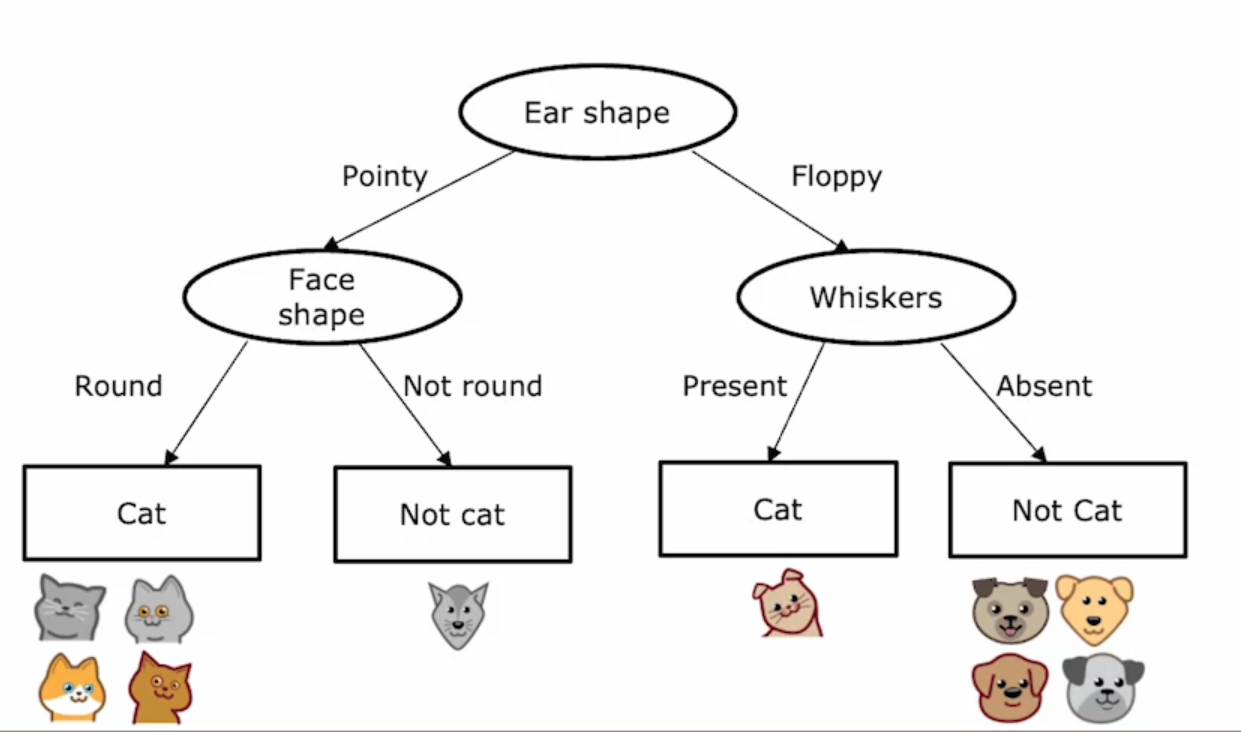 Ear shape
Pointy
Floppy
Face
shape
Whiskers
Round
Not round
Present
Absent
Cat
Not cat
Cat
Not Cat